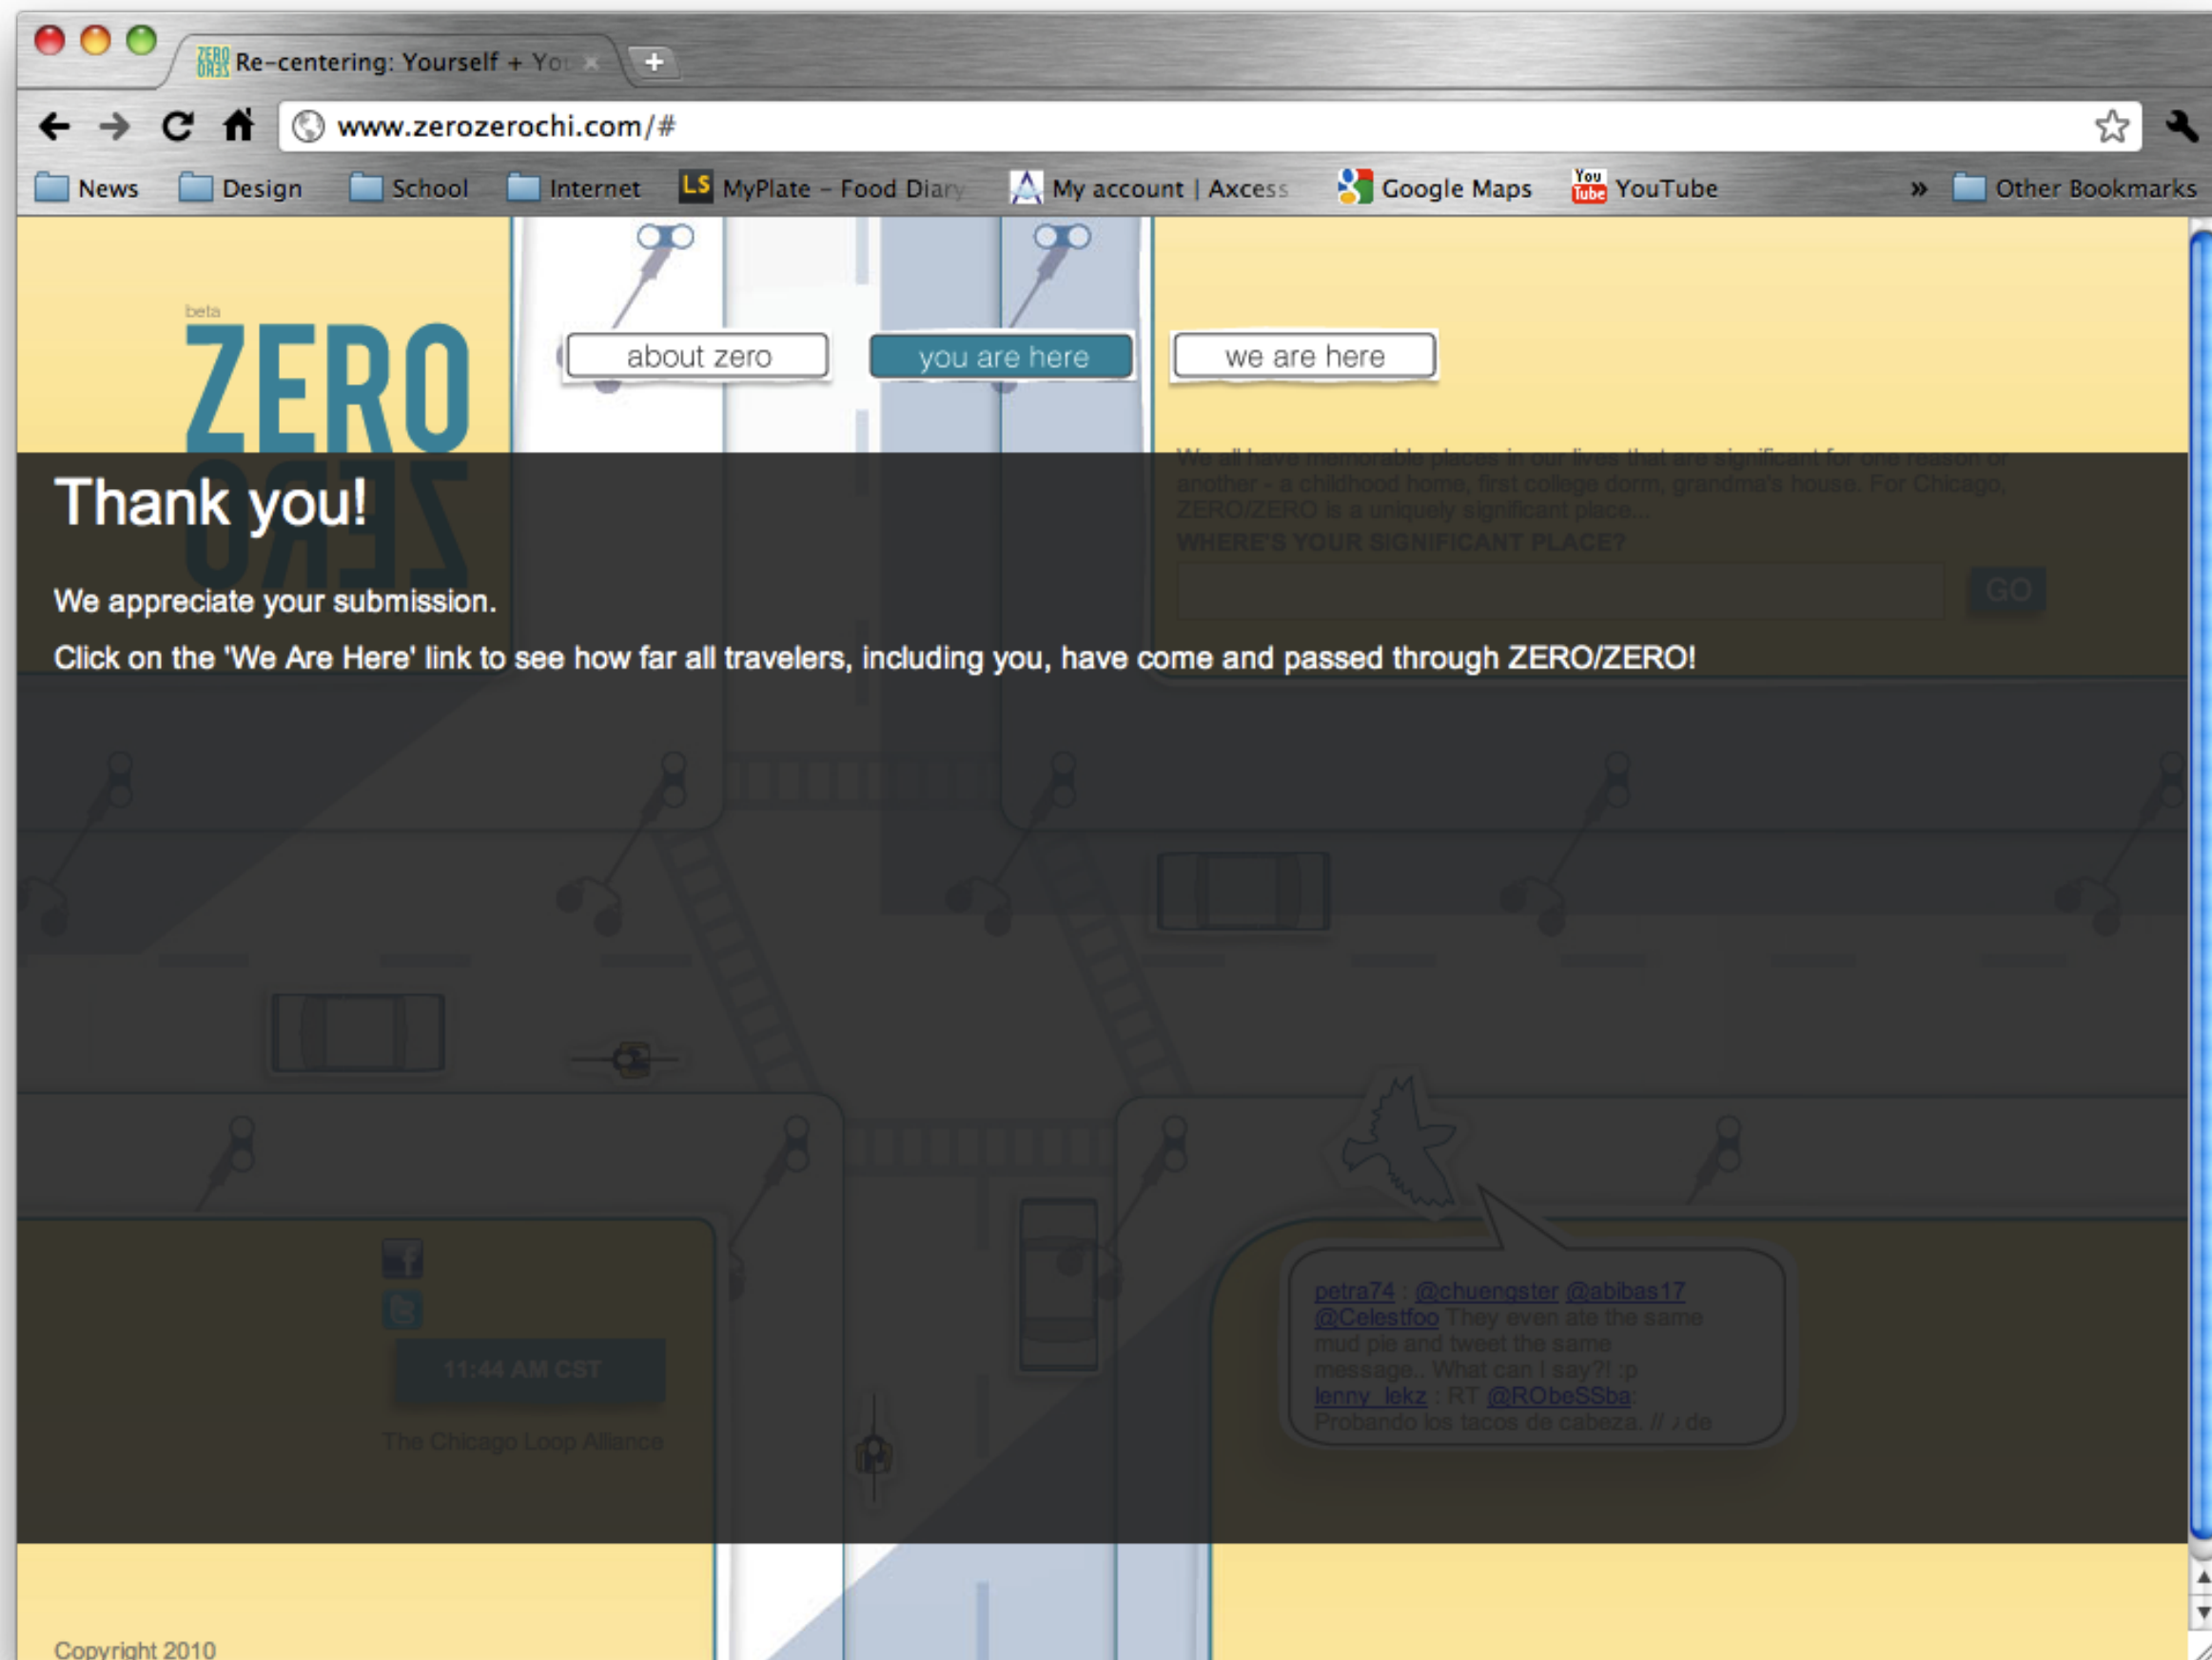 ZERO ZERO Re-centering: Yourself + You
www.zerozerochi.com/#
News Design School Internet LS MyPlate – Food Diary My account | Axcess Google Maps You Tube YouTube » Other Bookmarks
beta
ZERO
ZERO
about zero you are here we are here
We all have memorable places in our lives that are significant for one reason or
another - a childhood home, first college dorm, grandma's house. For Chicago,
ZERO/ZERO is a uniquely significant place...
WHERE'S YOUR SIGNIFICANT PLACE?
GO
Thank you!
We appreciate your submission.
Click on the 'We Are Here' link to see how far all travelers, including you, have come and passed through ZERO/ZERO!
f
t
11:44 AM CST
The Chicago Loop Alliance
petra74 : @chuengster @abibas17
@Celestfoo They even ate the same
mud pie and tweet the same
message.. What can I say?! :p
lenny_lekz : RT @RObeSSba:
Probando los tacos de cabeza. // de
Copyright 2010